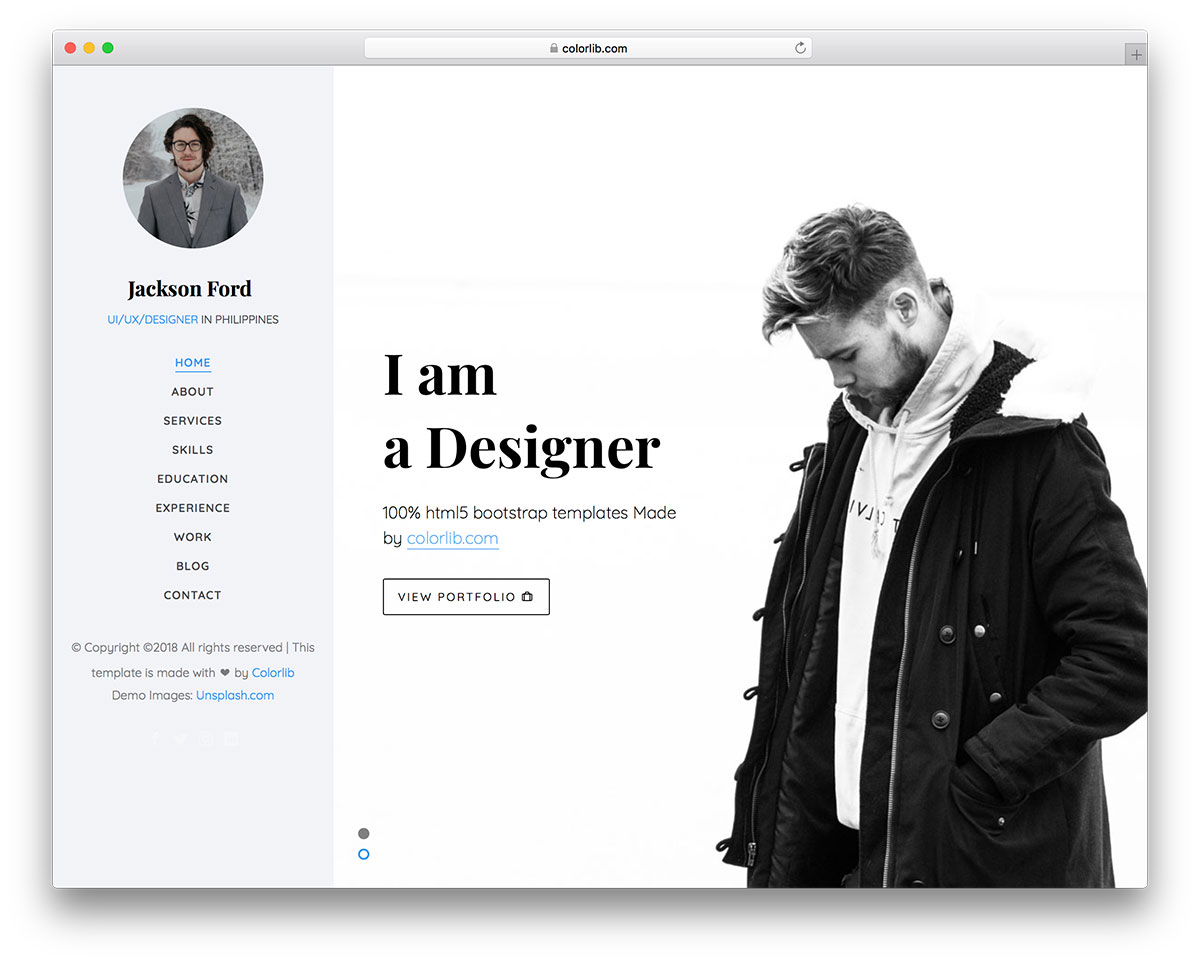 colorlib.com
Jackson Ford
UI/UX/DESIGNER IN PHILIPPINES
HOME
ABOUT
SERVICES
SKILLS
EDUCATION
EXPERIENCE
WORK
BLOG
CONTACT
© Copyright ©2018 All rights reserved | This
template is made with ❤ by Colorlib
Demo Images: Unsplash.com
I am
a Designer
100% html5 bootstrap templates Made
by colorlib.com
VIEW PORTFOLIO